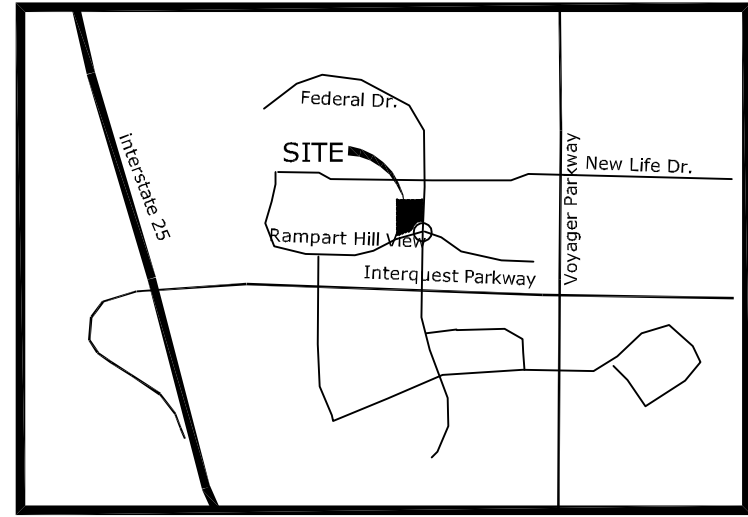 Federal Dr.
SITE
New Life Dr.
interstate 25
Voyager Parkway
Rampart Hill View
Interquest Parkway